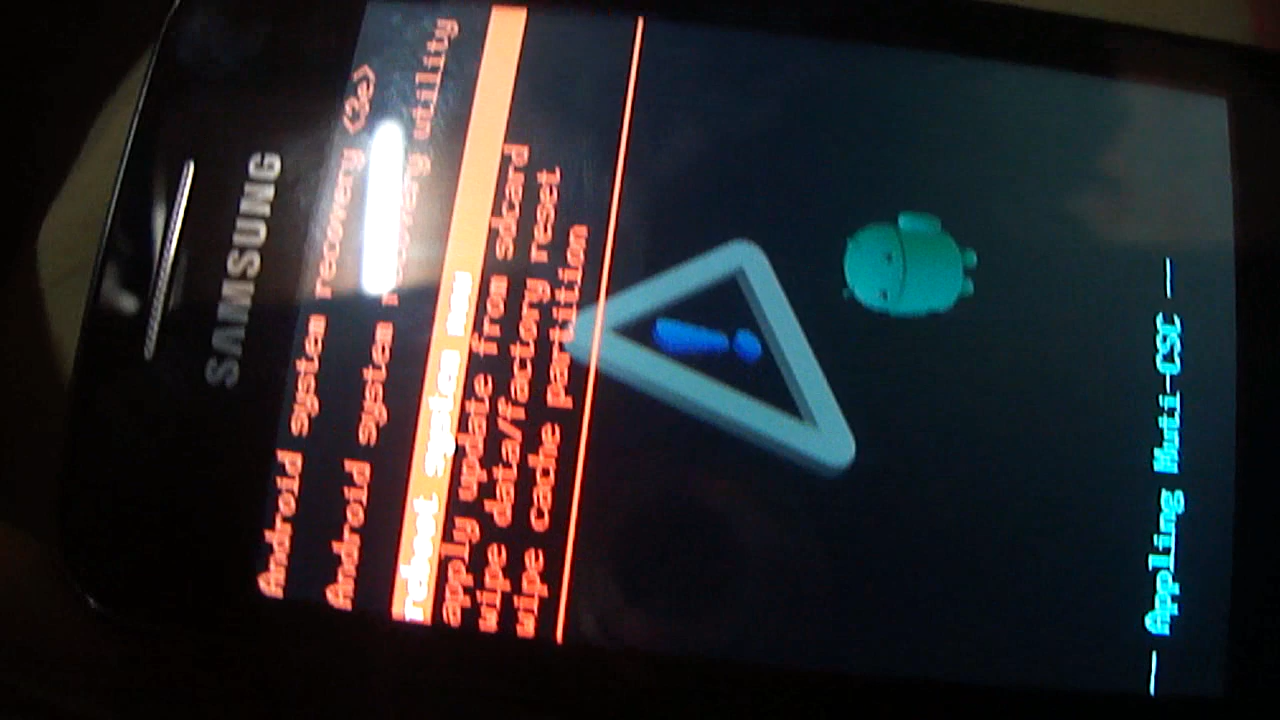 SAMSUNG
Android system recovery <3e>
Android system recovery utility
reboot system now
apply update from sdcard
wipe data/factory reset
wipe cache partition
-- Appling Muti-CSC --